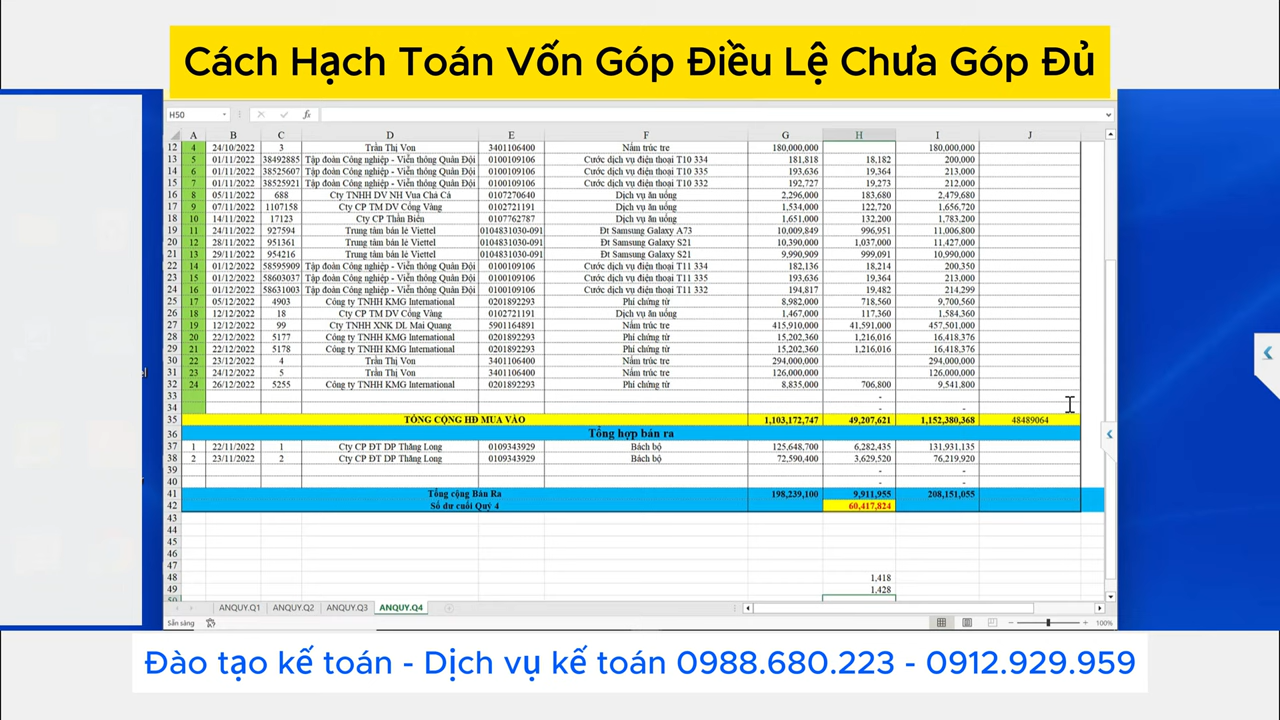 Cách Hạch Toán Vốn Góp Điều Lệ Chưa Góp Đủ
H50 fx
A B C D E F G H I J
12 4 24/10/2022 3 Trần Thị Von 3401106400 Nấm trúc tre 180,000,000 180,000,000
13 5 01/11/2022 38492885 Tập đoàn Công nghiệp - Viễn thông Quân Đội 0100109106 Cước dịch vụ điện thoại T10 334 181,818 18,182 200,000
14 6 01/11/2022 38525607 Tập đoàn Công nghiệp - Viễn thông Quân Đội 0100109106 Cước dịch vụ điện thoại T10 335 193,636 19,364 213,000
15 7 01/11/2022 38525921 Tập đoàn Công nghiệp - Viễn thông Quân Đội 0100109106 Cước dịch vụ điện thoại T10 332 192,727 19,273 212,000
16 8 05/11/2022 688 Cty TNHH DV NH Vua Chả Cá 0107270640 Dịch vụ ăn uống 2,296,000 183,680 2,479,680
17 9 07/11/2022 1107158 Cty CP TM DV Cổng Vàng 0102721191 Dịch vụ ăn uống 1,534,000 122,720 1,656,720
18 10 14/11/2022 17123 Cty CP Thần Biển 0107762787 Dịch vụ ăn uống 1,651,000 132,200 1,783,200
19 11 24/11/2022 927594 Trung tâm bán lẻ Viettel 0104831030-091 Đt Samsung Galaxy A73 10,009,849 996,951 11,006,800
20 12 28/11/2022 951361 Trung tâm bán lẻ Viettel 0104831030-091 Đt Samsung Galaxy S21 10,390,000 1,037,000 11,427,000
21 13 29/11/2022 954216 Trung tâm bán lẻ Viettel 0104831030-091 Đt Samsung Galaxy S21 9,990,909 999,091 10,990,000
22 14 01/12/2022 58595909 Tập đoàn Công nghiệp - Viễn thông Quân Đội 0100109106 Cước dịch vụ điện thoại T11 334 182,136 18,214 200,350
23 15 01/12/2022 58603037 Tập đoàn Công nghiệp - Viễn thông Quân Đội 0100109106 Cước dịch vụ điện thoại T11 335 193,636 19,364 213,000
24 16 01/12/2022 58631003 Tập đoàn Công nghiệp - Viễn thông Quân Đội 0100109106 Cước dịch vụ điện thoại T11 332 194,817 19,482 214,299
25 17 05/12/2022 4903 Công ty TNHH KMG International 0201892293 Phí chứng từ 8,982,000 718,560 9,700,560
26 18 12/12/2022 18 Cty CP TM DV Cổng Vàng 0102721191 Dịch vụ ăn uống 1,467,000 117,360 1,584,360
27 19 12/12/2022 99 Cty TNHH XNK DL Mai Quang 5901164891 Nấm trúc tre 415,910,000 41,591,000 457,501,000
28 20 12/12/2022 5177 Công ty TNHH KMG International 0201892293 Phí chứng từ 15,202,360 1,216,016 16,418,376
29 21 12/12/2022 5178 Công ty TNHH KMG International 0201892293 Phí chứng từ 15,202,360 1,216,016 16,418,376
30 22 23/12/2022 4 Trần Thị Von 3401106400 Nấm trúc tre 294,000,000 294,000,000
31 23 24/12/2022 5 Trần Thị Von 3401106400 Nấm trúc tre 126,000,000 126,000,000
32 24 26/12/2022 5255 Công ty TNHH KMG International 0201892293 Phí chứng từ 8,835,000 706,800 9,541,800
33 -
34 - -
35 TỔNG CỘNG HĐ MUA VÀO 1,103,172,747 49,207,621 1,152,380,368 48489064
36 Tổng hợp bán ra
37 1 22/11/2022 1 Cty CP ĐT DP Thăng Long 0109343929 Bách bộ 125,648,700 6,282,435 131,931,135
38 2 23/11/2022 2 Cty CP ĐT DP Thăng Long 0109343929 Bách bộ 72,590,400 3,629,520 76,219,920
39 - -
40 - -
41 Tổng cộng Bán Ra 198,239,100 9,911,955 208,151,055
42 Số dư cuối Quý 4 60,417,824
43
44
45
46
47
48 1,418
49 1,428
ANQUY.Q1 ANQUY.Q2 ANQUY.Q3 ANQUY.Q4
Sẵn sàng 100%
Đào tạo kế toán - Dịch vụ kế toán 0988.680.223 - 0912.929.959